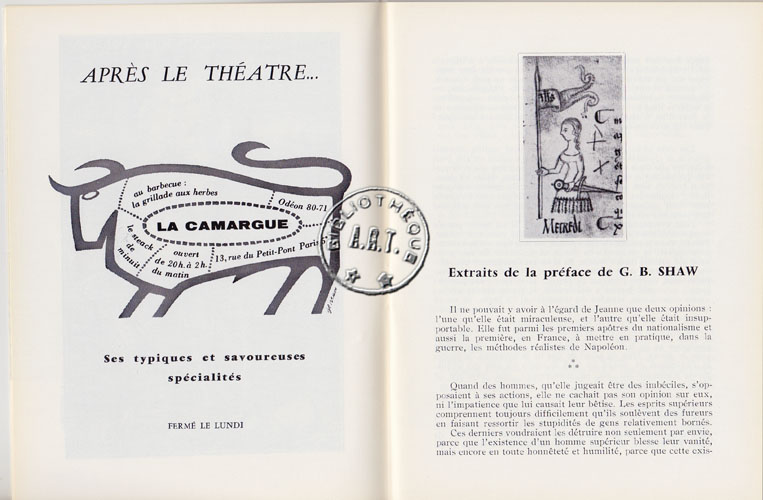 APRÈS LE THÉATRE...
au barbecue :
la grillade aux herbes
Odéon 80-71
LA CAMARGUE
le steack
de
minuit
ouvert
de 20h. à 2h.
du matin
13, rue du Petit-Pont Paris
Ses typiques et savoureuses
spécialités
FERMÉ LE LUNDI
BIBLIOTHÈQUE
A.R.T.
Extraits de la préface de G. B. SHAW
Il ne pouvait y avoir à l'égard de Jeanne que deux opinions :
l'une qu'elle était miraculeuse, et l'autre qu'elle était insup-
portable. Elle fut parmi les premiers apôtres du nationalisme et
aussi la première, en France, à mettre en pratique, dans la
guerre, les méthodes réalistes de Napoléon.
Quand des hommes, qu'elle jugeait être des imbéciles, s'op-
posaient à ses actions, elle ne cachait pas son opinion sur eux,
ni l'impatience que lui causait leur bêtise. Les esprits supérieurs
comprennent toujours difficilement qu'ils soulèvent des fureurs
en faisant ressortir les stupidités de gens relativement bornés.
Ces derniers voudraient les détruire non seulement par envie,
parce que l'existence d'un homme supérieur blesse leur vanité,
mais encore en toute honnêteté et humilité, parce que cette exis-